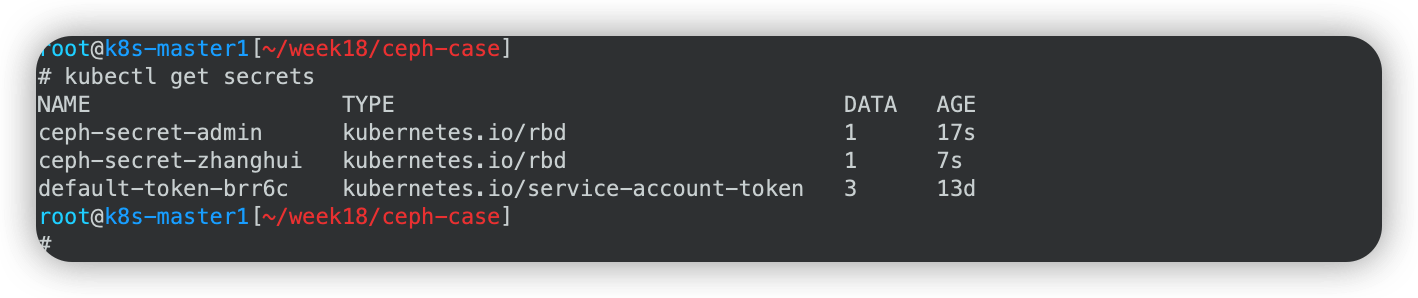 root@k8s-master1[~/week18/ceph-case]
# kubectl get secrets
NAME                   TYPE                                  DATA   AGE
ceph-secret-admin      kubernetes.io/rbd                     1      17s
ceph-secret-zhanghui   kubernetes.io/rbd                     1      7s
default-token-brr6c    kubernetes.io/service-account-token   3      13d
root@k8s-master1[~/week18/ceph-case]
#